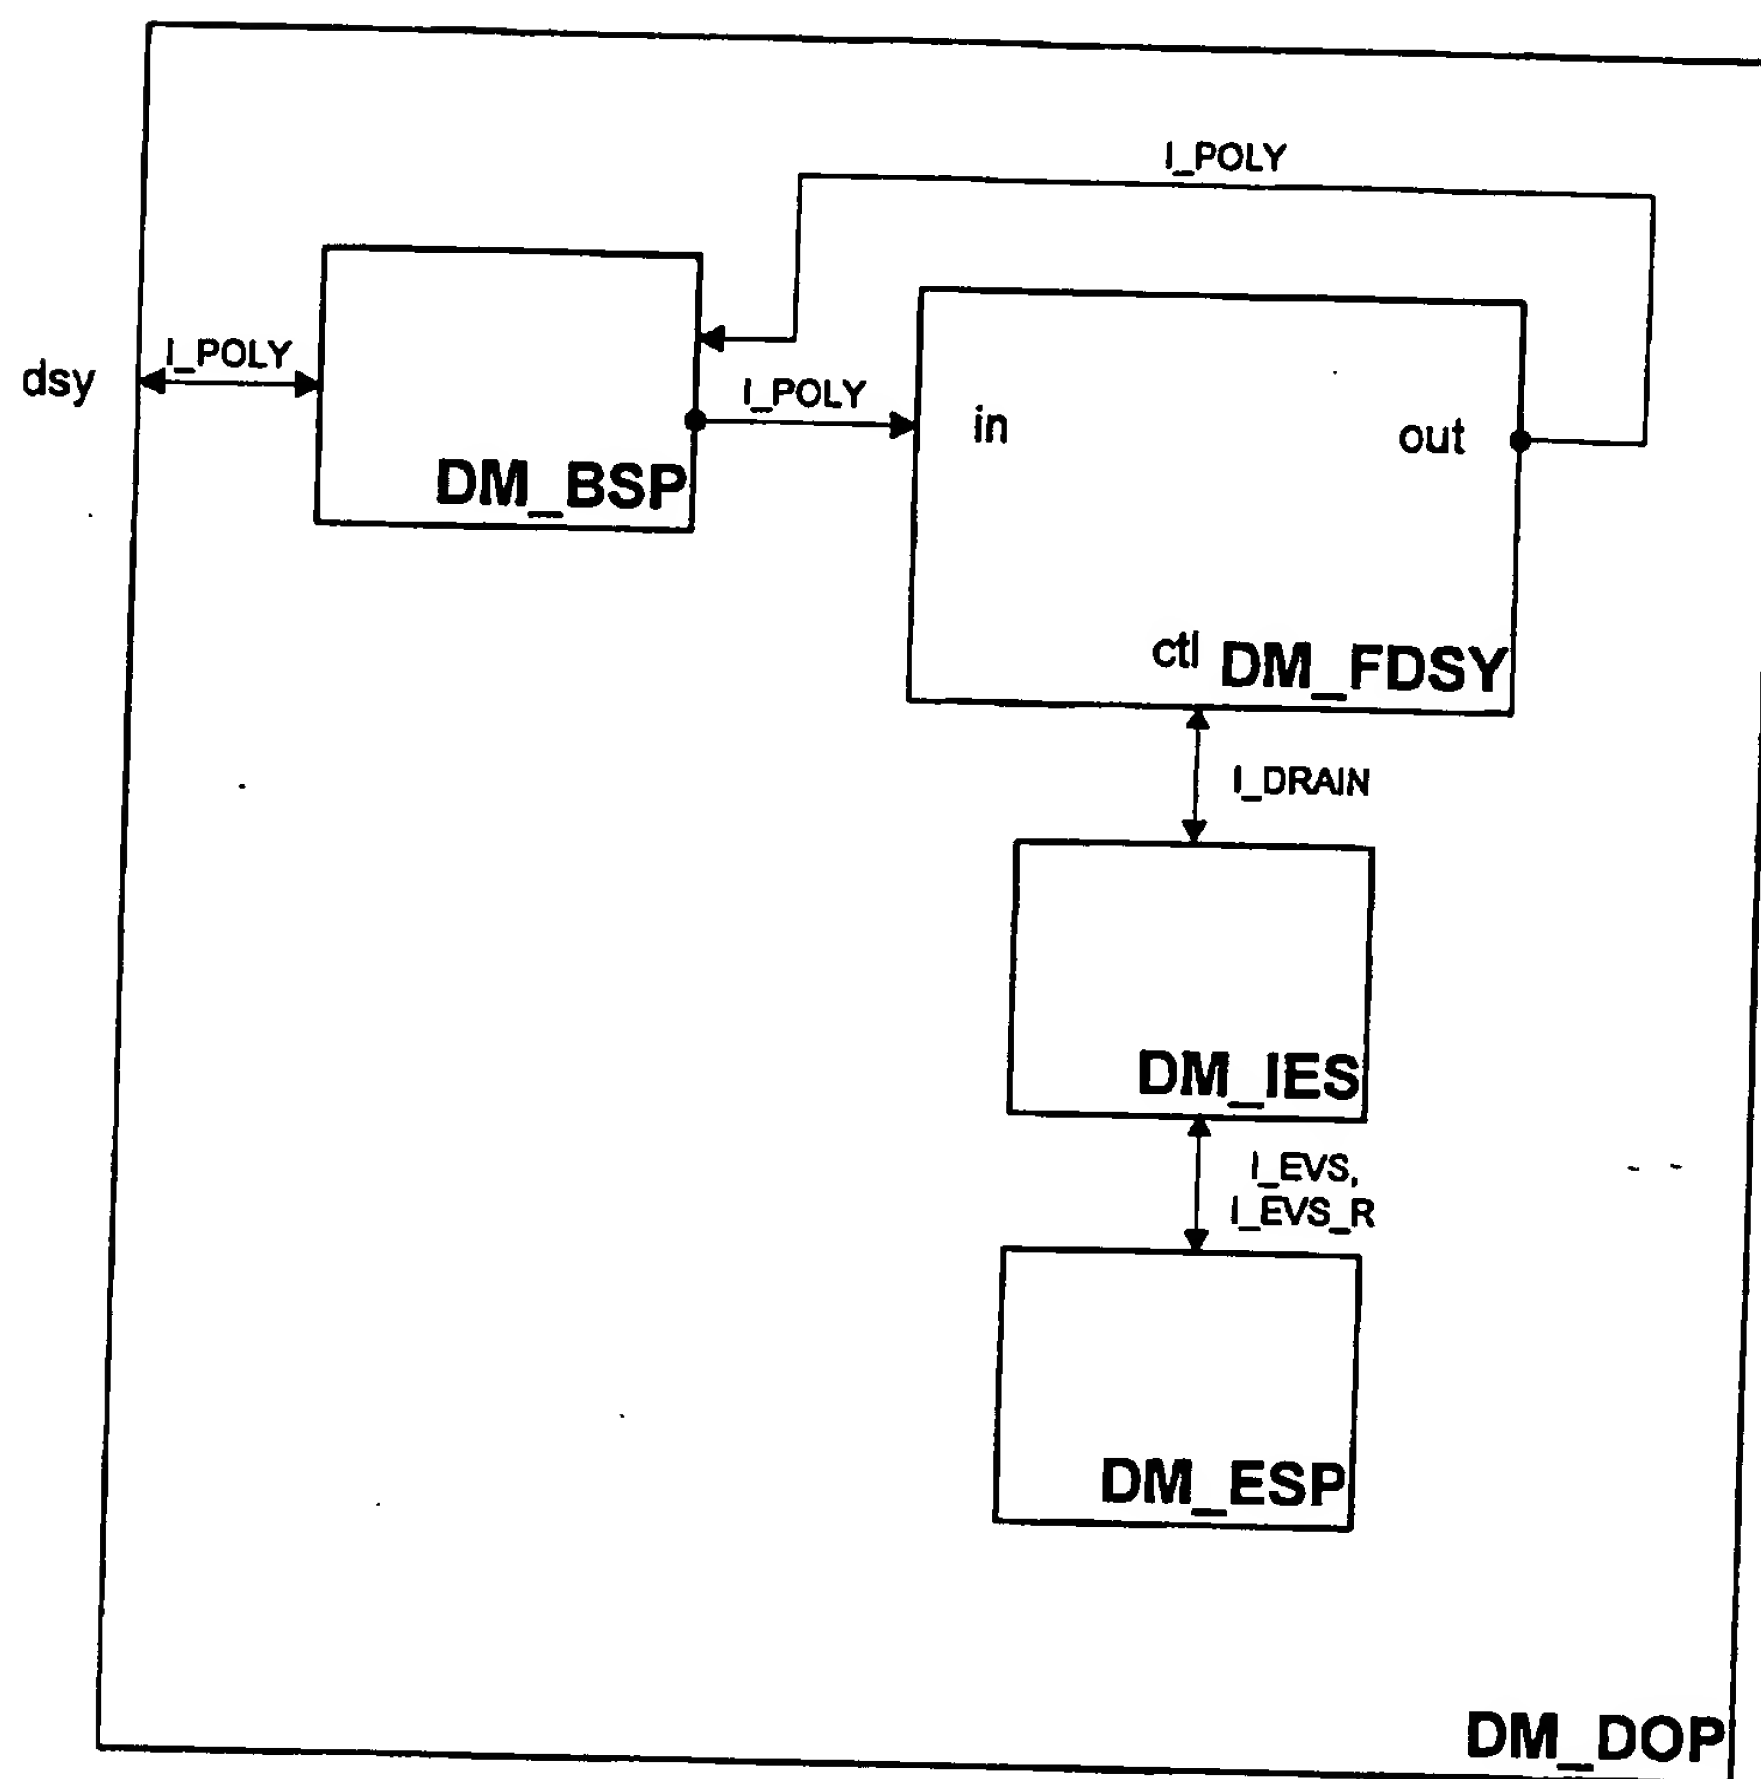 I_POLY
dsy
I_POLY
I_POLY
in
out
DM_BSP
ctl
DM_FDSY
I_DRAIN
DM_IES
I_EVS,
I_EVS_R
DM_ESP
DM_DOP